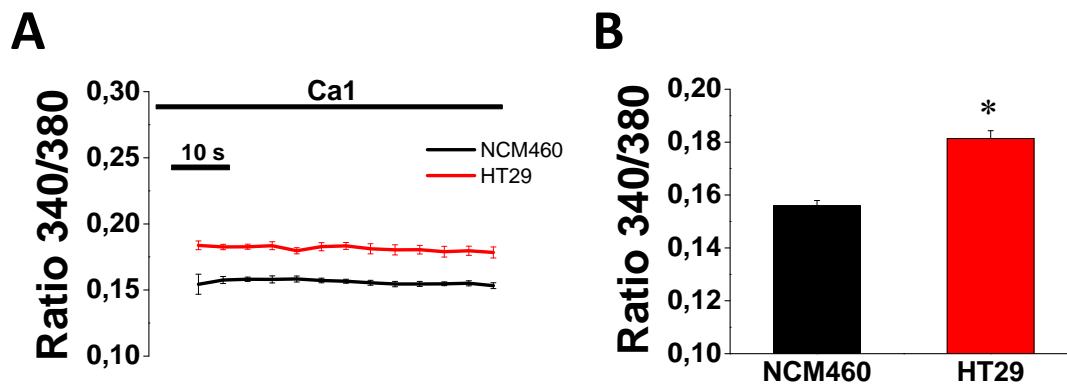 A
Ratio 340/380
0,30
0,25
0,20
0,15
0,10
Ca1
10 s
NCM460
HT29
B
Ratio 340/380
0,20
0,18
0,16
0,14
0,12
0,10
*
NCM460
HT29